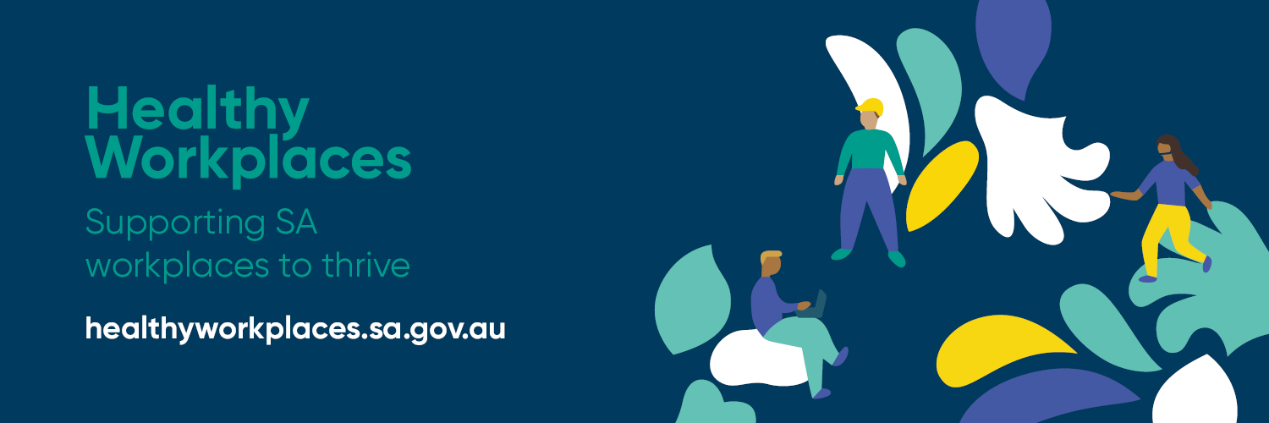 Healthy
Workplaces
Supporting SA
workplaces to thrive
healthyworkplaces.sa.gov.au